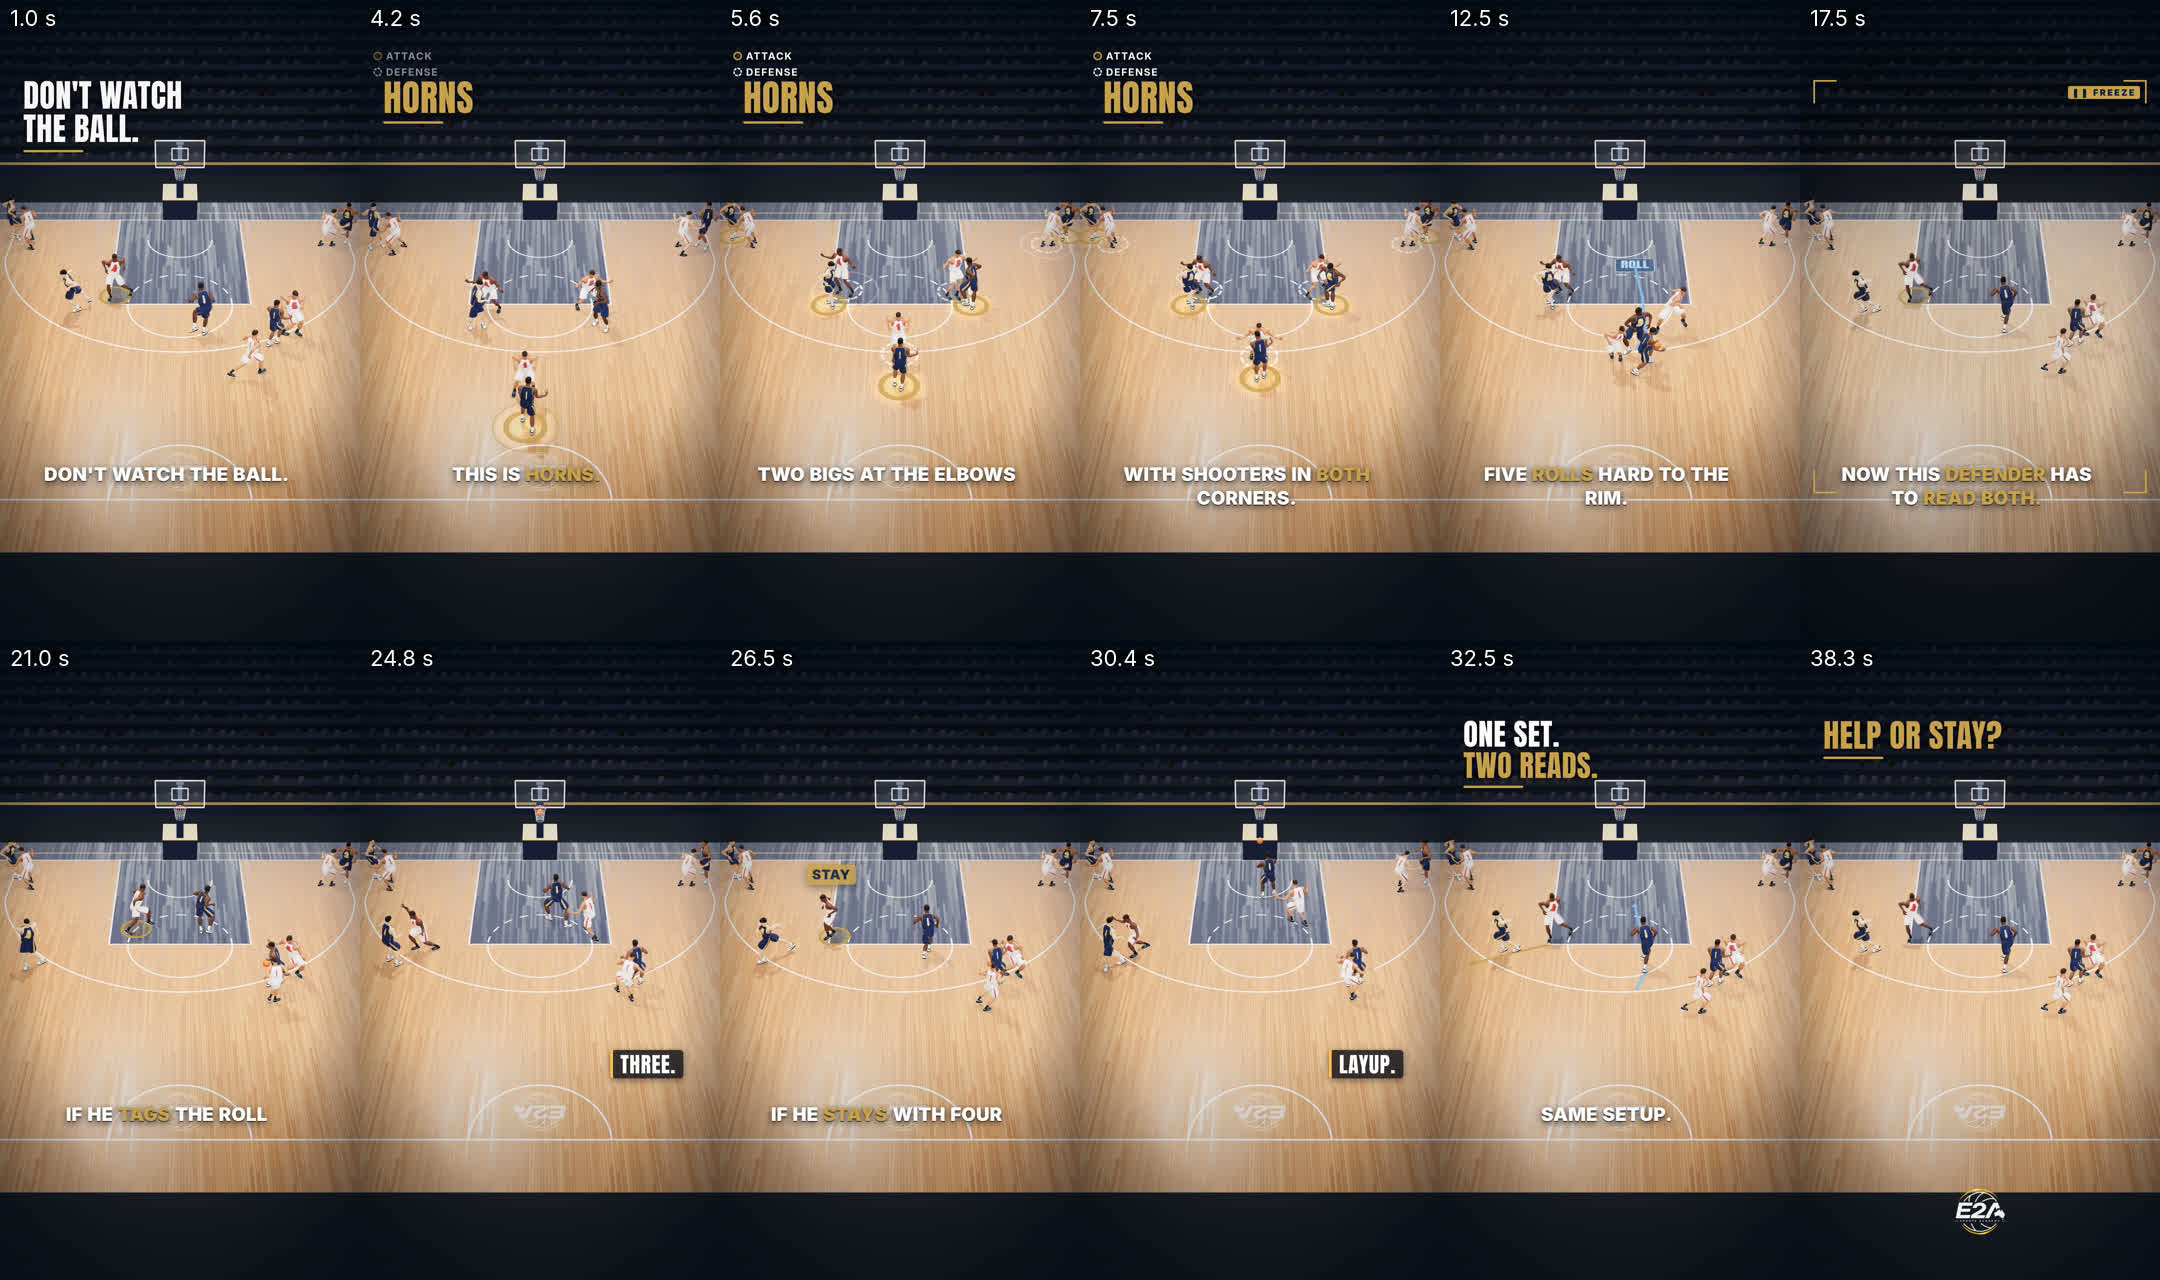 1.0 s
DON'T WATCH
THE BALL.
DON'T WATCH THE BALL.
4.2 s
ATTACK
DEFENSE
HORNS
THIS IS HORNS.
5.6 s
ATTACK
DEFENSE
HORNS
TWO BIGS AT THE ELBOWS
7.5 s
ATTACK
DEFENSE
HORNS
WITH SHOOTERS IN BOTH
CORNERS.
12.5 s
ROLL
FIVE ROLLS HARD TO THE
RIM.
17.5 s
FREEZE
NOW THIS DEFENDER HAS
TO READ BOTH.
21.0 s
IF HE TAGS THE ROLL
24.8 s
THREE.
26.5 s
STAY
IF HE STAYS WITH FOUR
30.4 s
LAYUP.
32.5 s
ONE SET.
TWO READS.
SAME SETUP.
38.3 s
HELP OR STAY?
E2A